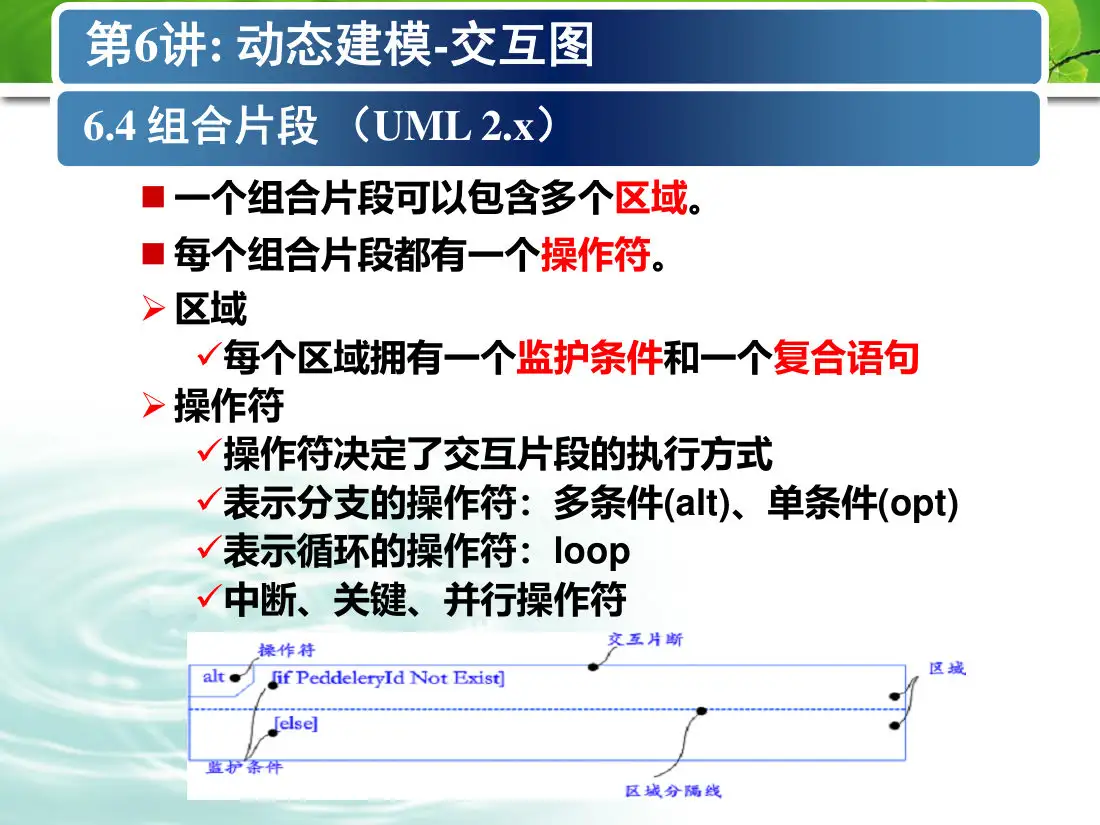 第6讲: 动态建模-交互图
6.4 组合片段 （UML 2.x）
一个组合片段可以包含多个区域。
每个组合片段都有一个操作符。
区域
每个区域拥有一个监护条件和一个复合语句
操作符
操作符决定了交互片段的执行方式
表示分支的操作符：多条件(alt)、单条件(opt)
表示循环的操作符：loop
中断、关键、并行操作符
交互片断
操作符
区域
alt
[if PeddeleryId Not Exist]
[else]
监护条件
区域分隔线